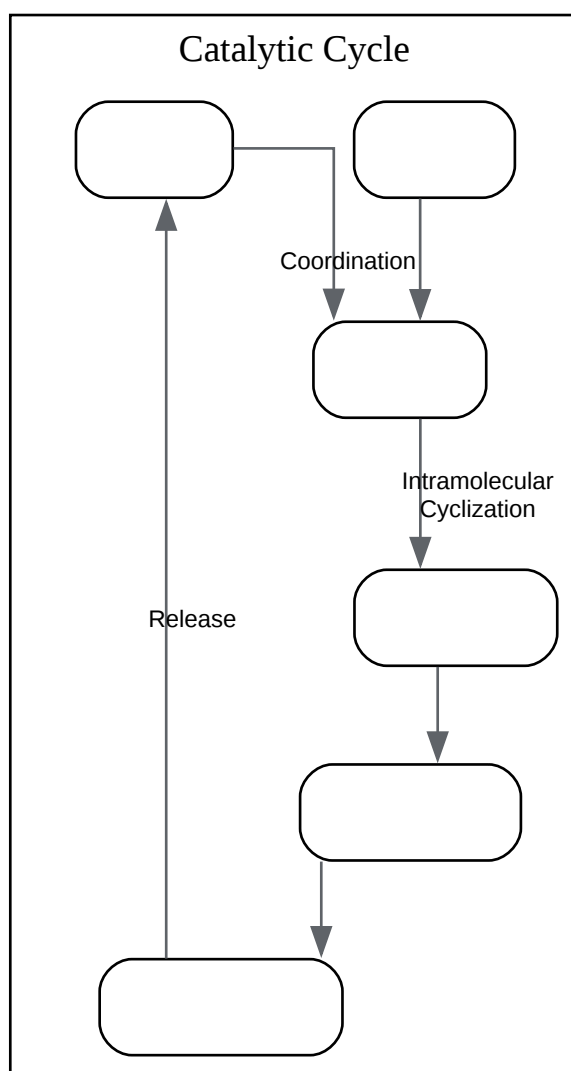 Catalytic Cycle
Coordination
Intramolecular
Cyclization
Release